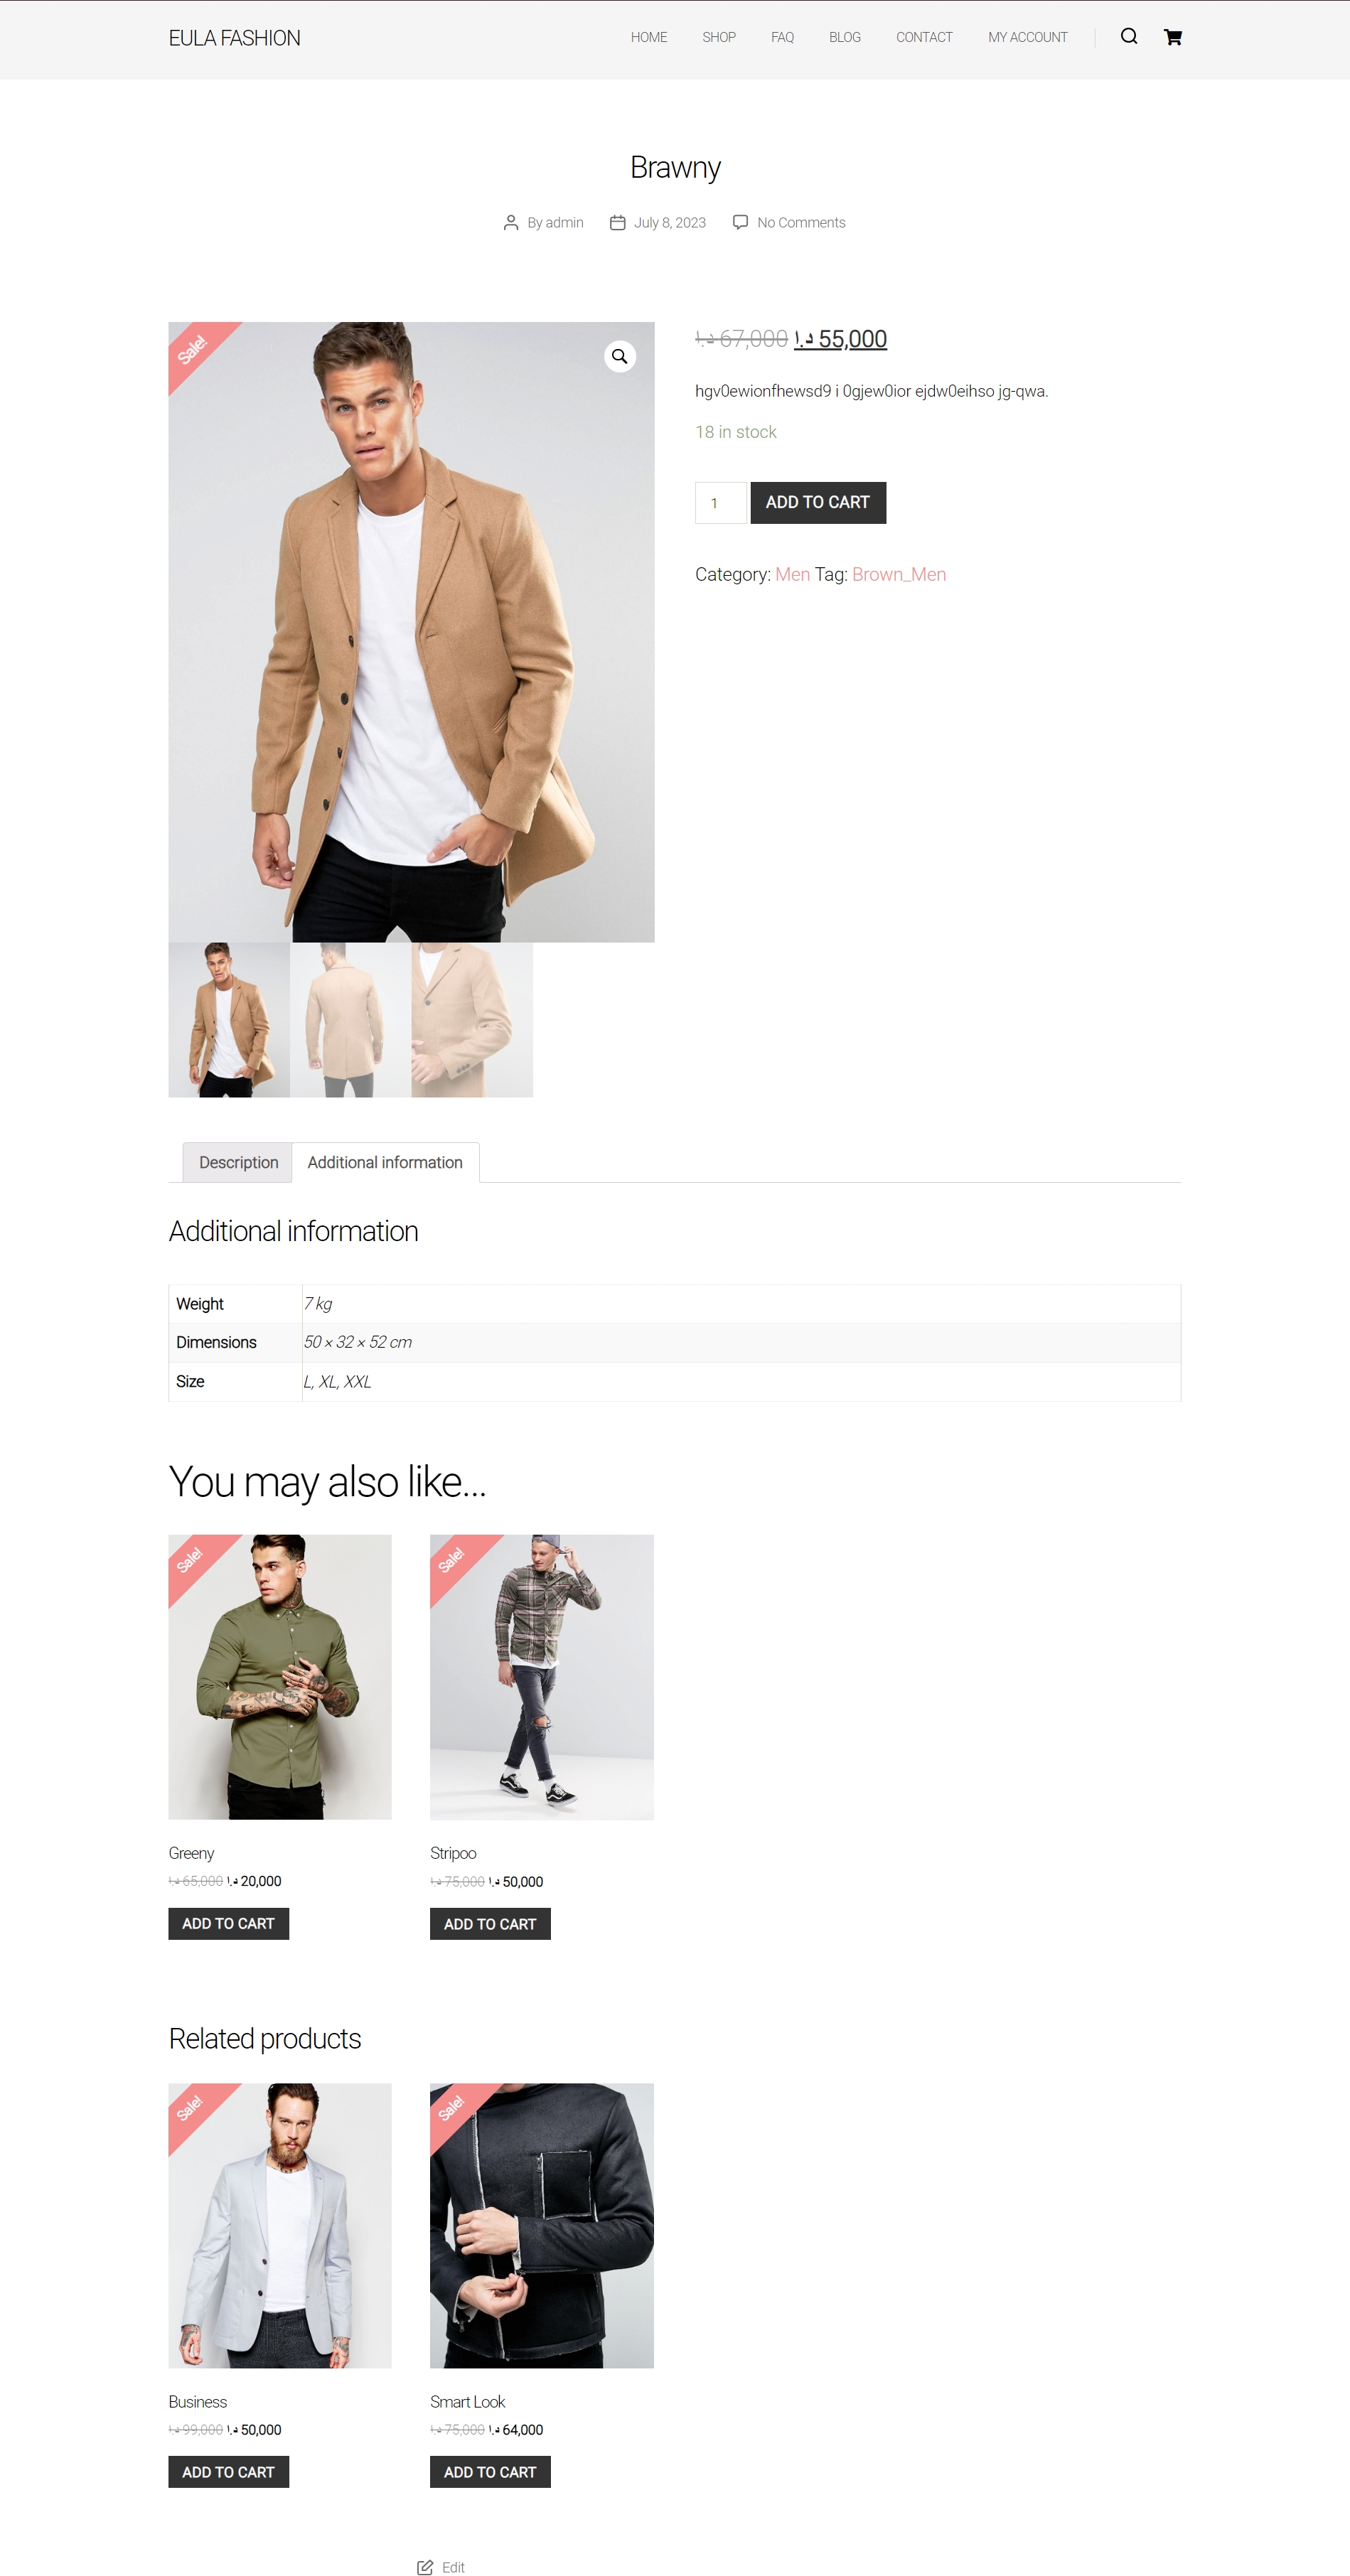 EULA FASHION
HOME SHOP FAQ BLOG CONTACT MY ACCOUNT
Brawny
By admin July 8, 2023 No Comments
Sale!
د.ا 67,000 د.ا 55,000
hgv0ewionfhewsd9 i 0gjew0ior ejdw0eihso jg-qwa.
18 in stock
1 ADD TO CART
Category: Men Tag: Brown_Men
Description Additional information
Additional information
Weight 7 kg
Dimensions 50 × 32 × 52 cm
Size L, XL, XXL
You may also like…
Sale! Sale!
Greeny Stripoo
د.ا 65,000 د.ا 20,000 د.ا 75,000 د.ا 50,000
ADD TO CART ADD TO CART
Related products
Sale! Sale!
Business Smart Look
د.ا 99,000 د.ا 50,000 د.ا 75,000 د.ا 64,000
ADD TO CART ADD TO CART
Edit